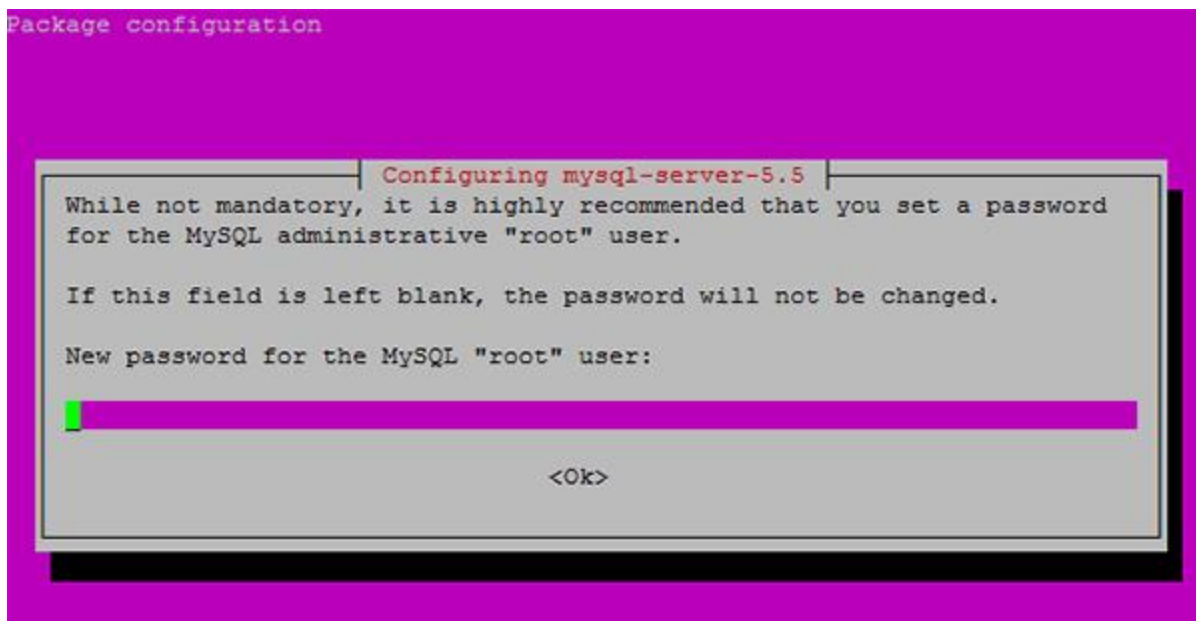 Package configuration
Configuring mysql-server-5.5
While not mandatory, it is highly recommended that you set a password
for the MySQL administrative "root" user.
If this field is left blank, the password will not be changed.
New password for the MySQL "root" user:
<Ok>